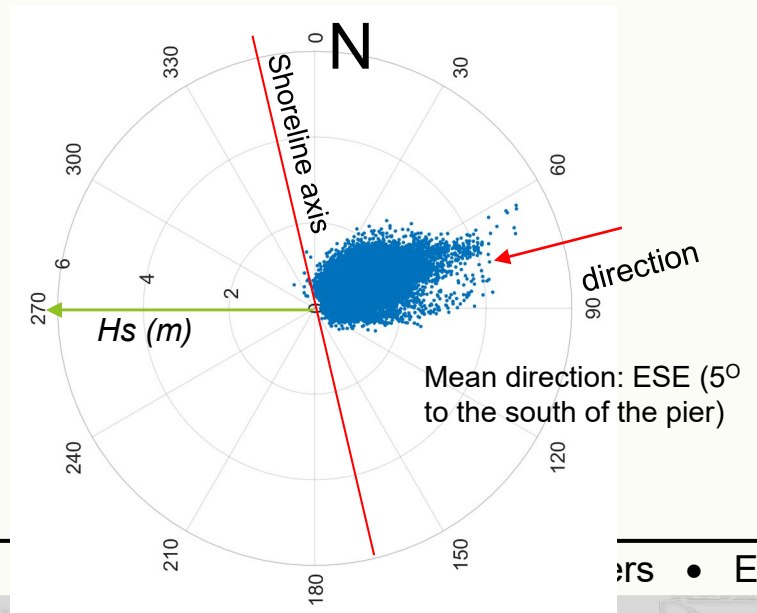 0
N
330
30
Shoreline axis
300
60
6
4
2
direction
270
0
90
Hs (m)
Mean direction: ESE (5O
to the south of the pier)
240
120
210
150
180
ers • E